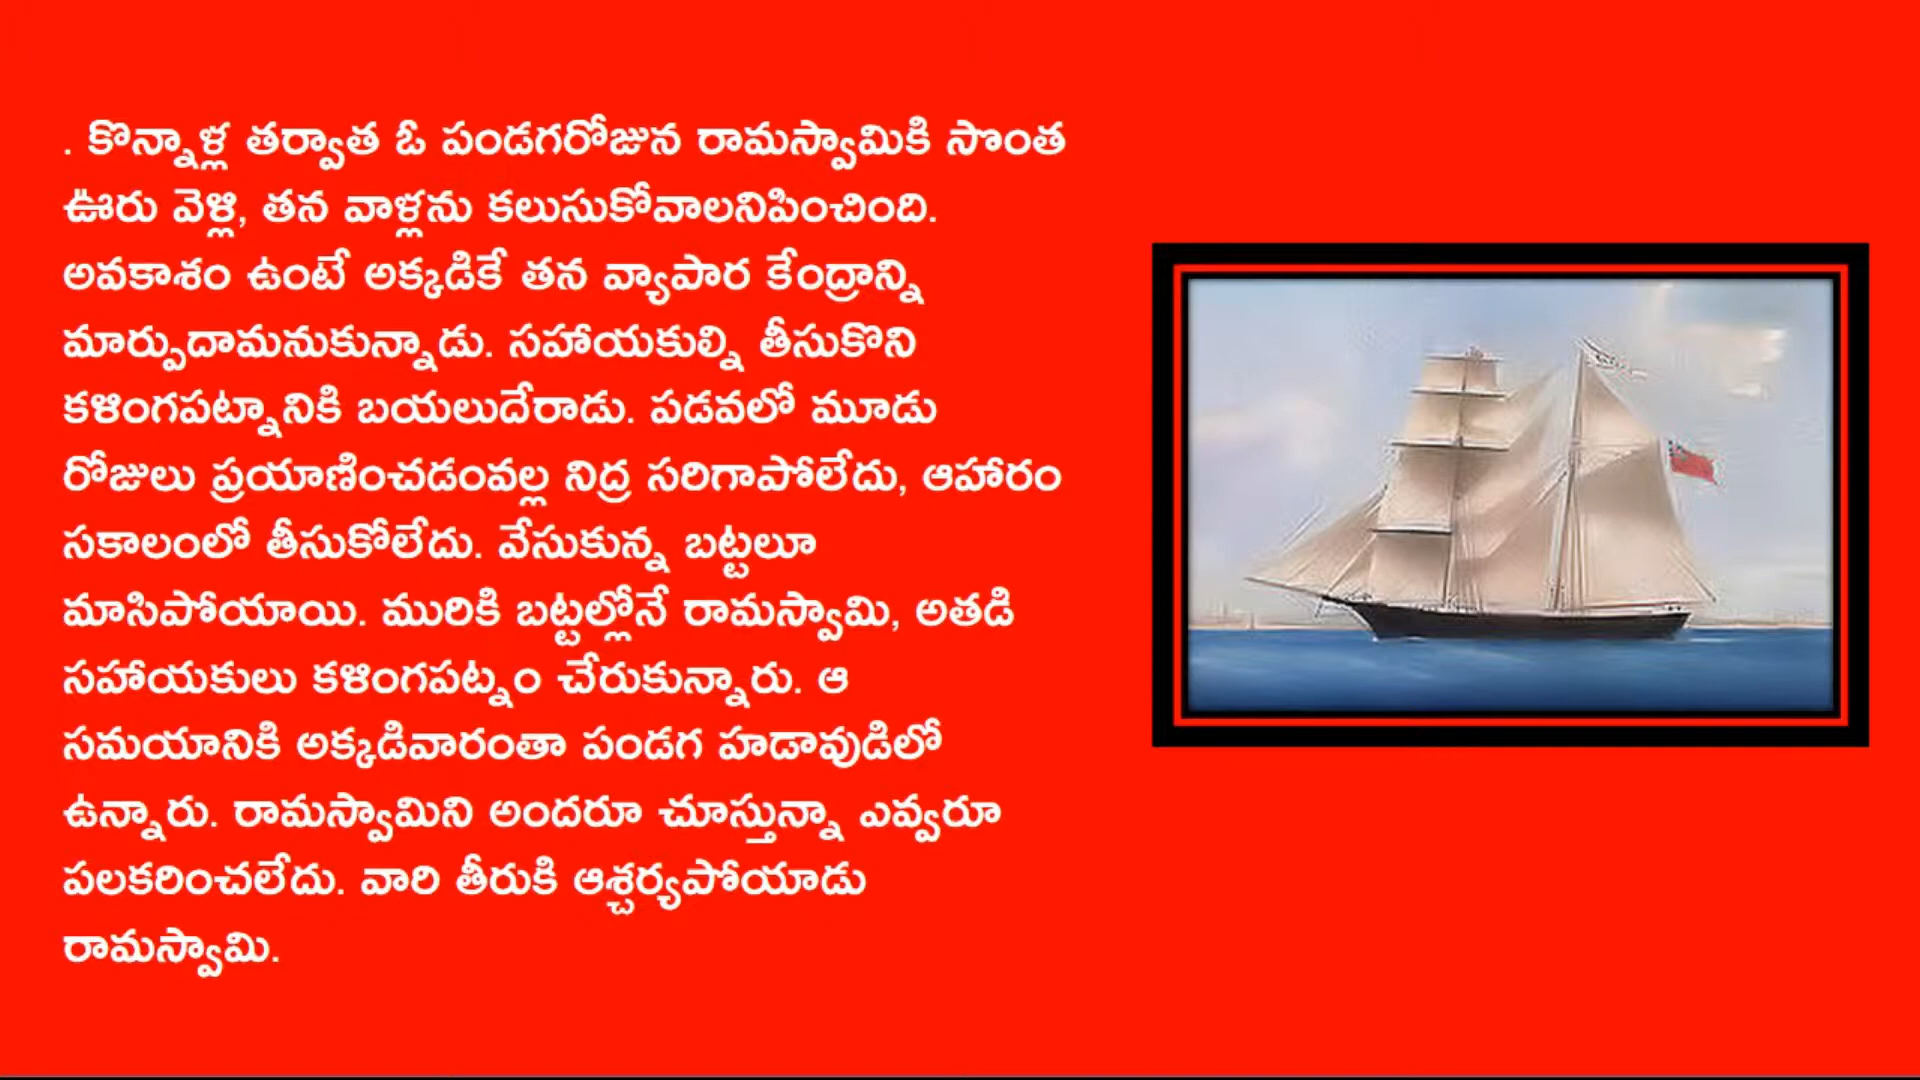 . కొన్నాళ్ల తర్వాత ఓ పండగరోజున రామస్వామికి సొంత
ఊరు వెళ్లి, తన వాళ్లను కలుసుకోవాలనిపించింది.
అవకాశం ఉంటే అక్కడికే తన వ్యాపార కేంద్రాన్ని
మార్పుదామనుకున్నాడు. సహాయకుల్ని తీసుకొని
కళింగపట్నానికి బయలుదేరాడు. పడవలో మూడు
రోజులు ప్రయాణించడంవల్ల నిద్ర సరిగాపోలేదు, ఆహారం
సకాలంలో తీసుకోలేదు. వేసుకున్న బట్టలూ
మాసిపోయాయి. మురికి బట్టల్లోనే రామస్వామి, అతడి
సహాయకులు కళింగపట్నం చేరుకున్నారు. ఆ
సమయానికి అక్కడివారంతా పండగ హడావుడిలో
ఉన్నారు. రామస్వామిని అందరూ చూస్తున్నా ఎవ్వరూ
పలకరించలేదు. వారి తీరుకి ఆశ్చర్యపోయాడు
రామస్వామి.